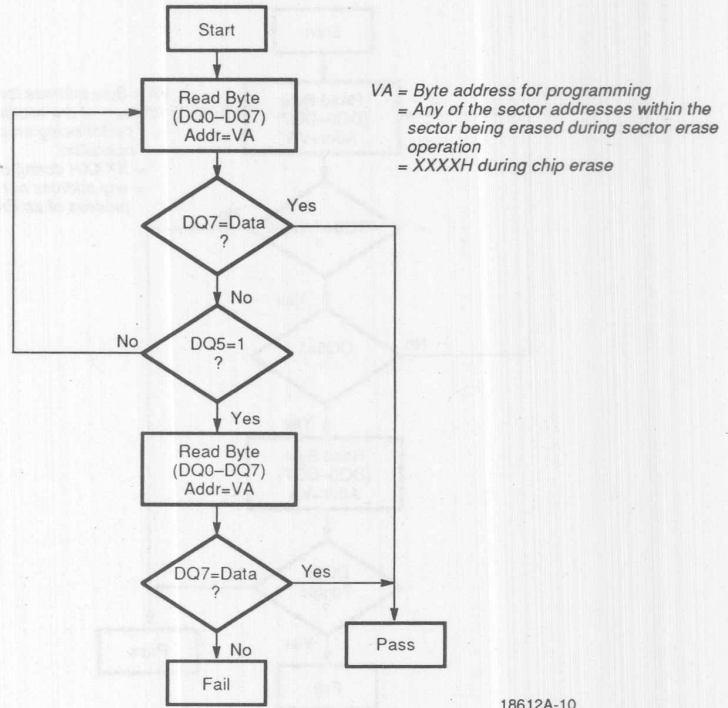 Start
Read Byte
(DQ0–DQ7)
Addr=VA
VA = Byte address for programming
= Any of the sector addresses within the
sector being erased during sector erase
operation
= XXXXH during chip erase
DQ7=Data
?
Yes
No
DQ5=1
?
No
Yes
Read Byte
(DQ0–DQ7)
Addr=VA
DQ7=Data
?
Yes
No
Pass
Fail
18612A-10